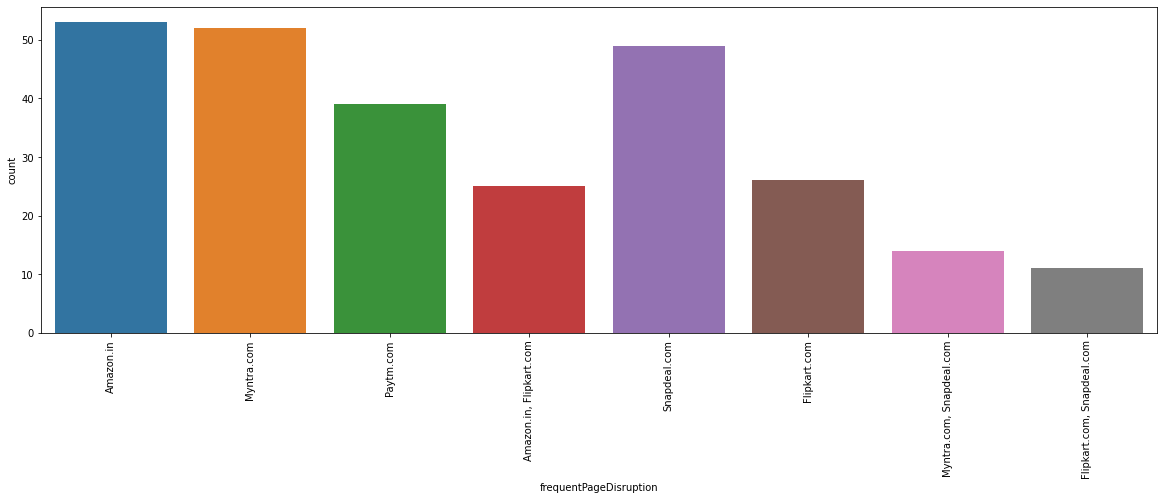 50
40
30
20
10
0
count
Amazon.in
Myntra.com
Paytm.com
Amazon.in, Flipkart.com
Snapdeal.com
Flipkart.com
Myntra.com, Snapdeal.com
Flipkart.com, Snapdeal.com
frequentPageDisruption